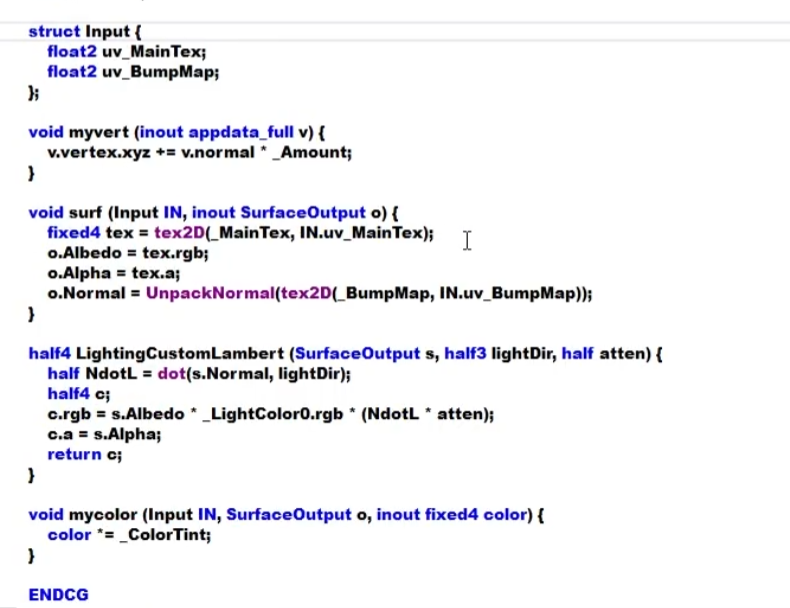 struct Input {
float2 uv_MainTex;
float2 uv_BumpMap;
};
void myvert (inout appdata_full v) {
v.vertex.xyz += v.normal * _Amount;
}
void surf (Input IN, inout SurfaceOutput o) {
fixed4 tex = tex2D(_MainTex, IN.uv_MainTex);
o.Albedo = tex.rgb;
o.Alpha = tex.a;
o.Normal = UnpackNormal(tex2D(_BumpMap, IN.uv_BumpMap));
}
half4 LightingCustomLambert (SurfaceOutput s, half3 lightDir, half atten) {
half NdotL = dot(s.Normal, lightDir);
half4 c;
c.rgb = s.Albedo * _LightColor0.rgb * (NdotL * atten);
c.a = s.Alpha;
return c;
}
void mycolor (Input IN, SurfaceOutput o, inout fixed4 color) {
color *= _ColorTint;
}
ENDCG